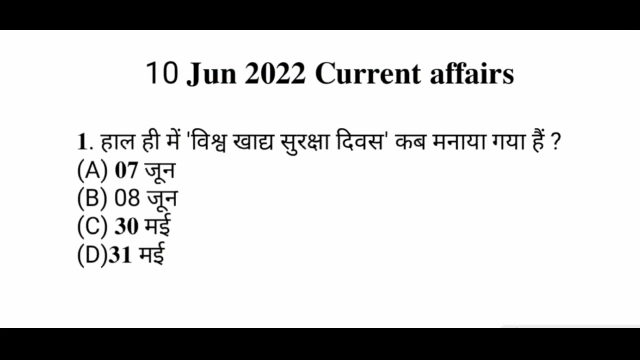 10 Jun 2022 Current affairs
1. हाल ही में 'विश्व खाद्य सुरक्षा दिवस' कब मनाया गया हैं ?
(A) 07 जून
(B) 08 जून
(C) 30 मई
(D)31 मई